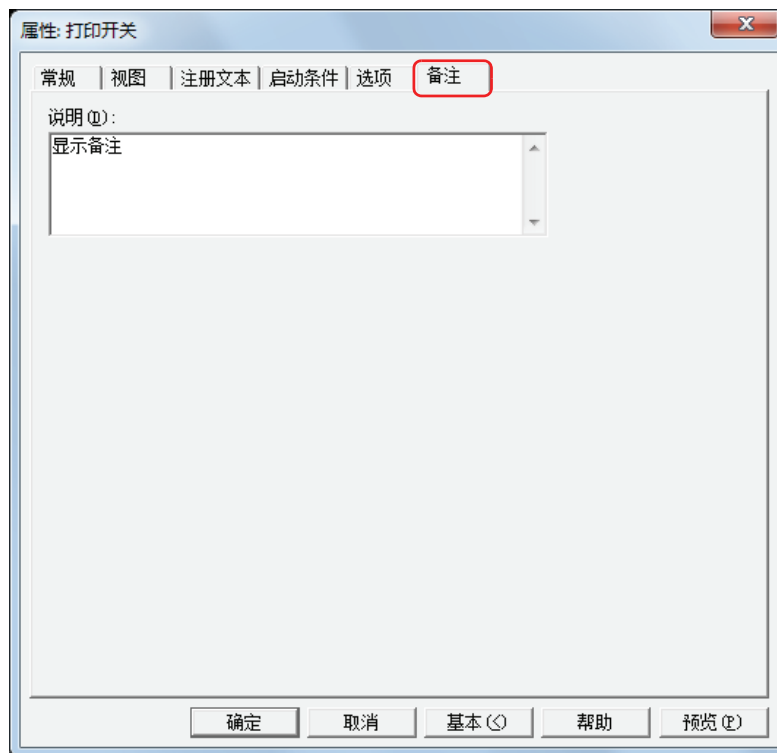 属性: 打印开关
常规 视图 注册文本 启动条件 选项 备注
说明(D):
显示备注
确定 取消 基本(<) 帮助 预览(P)